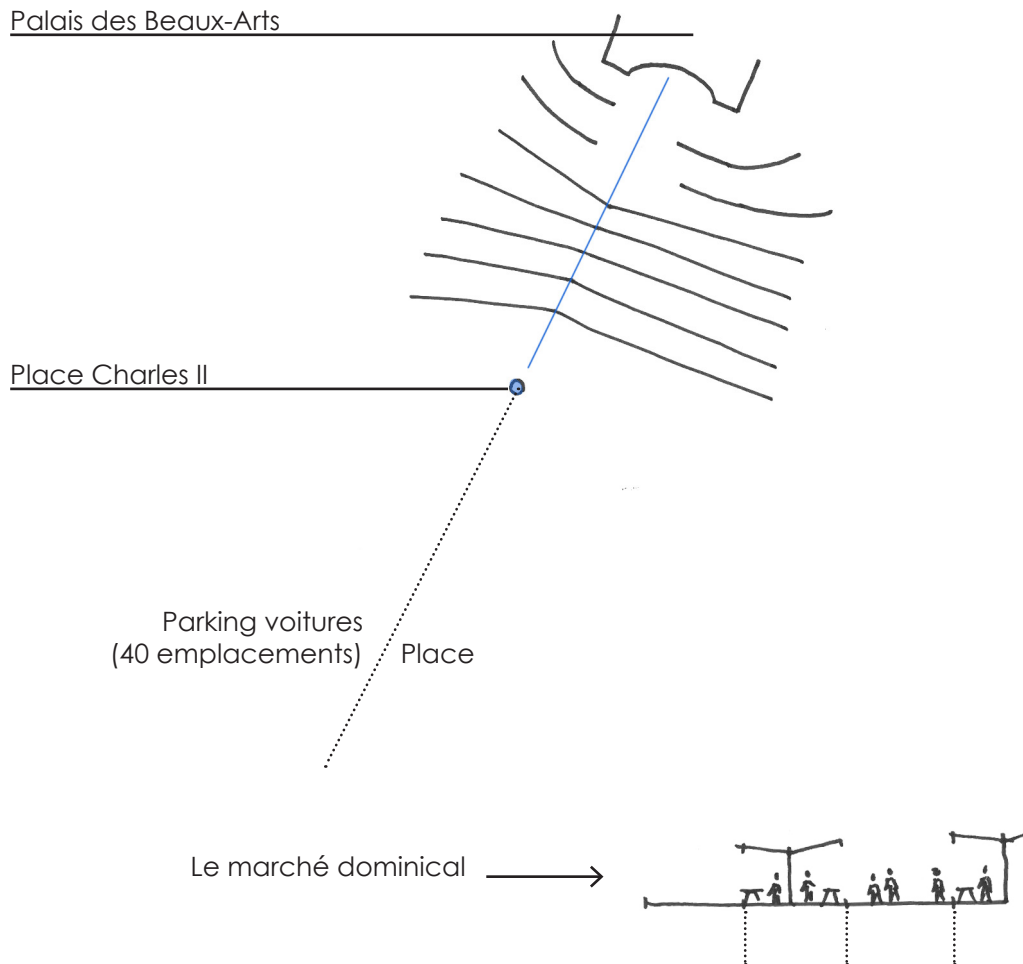 Palais des Beaux-Arts
Place Charles II
Parking voitures
(40 emplacements)
Place
Le marché dominical